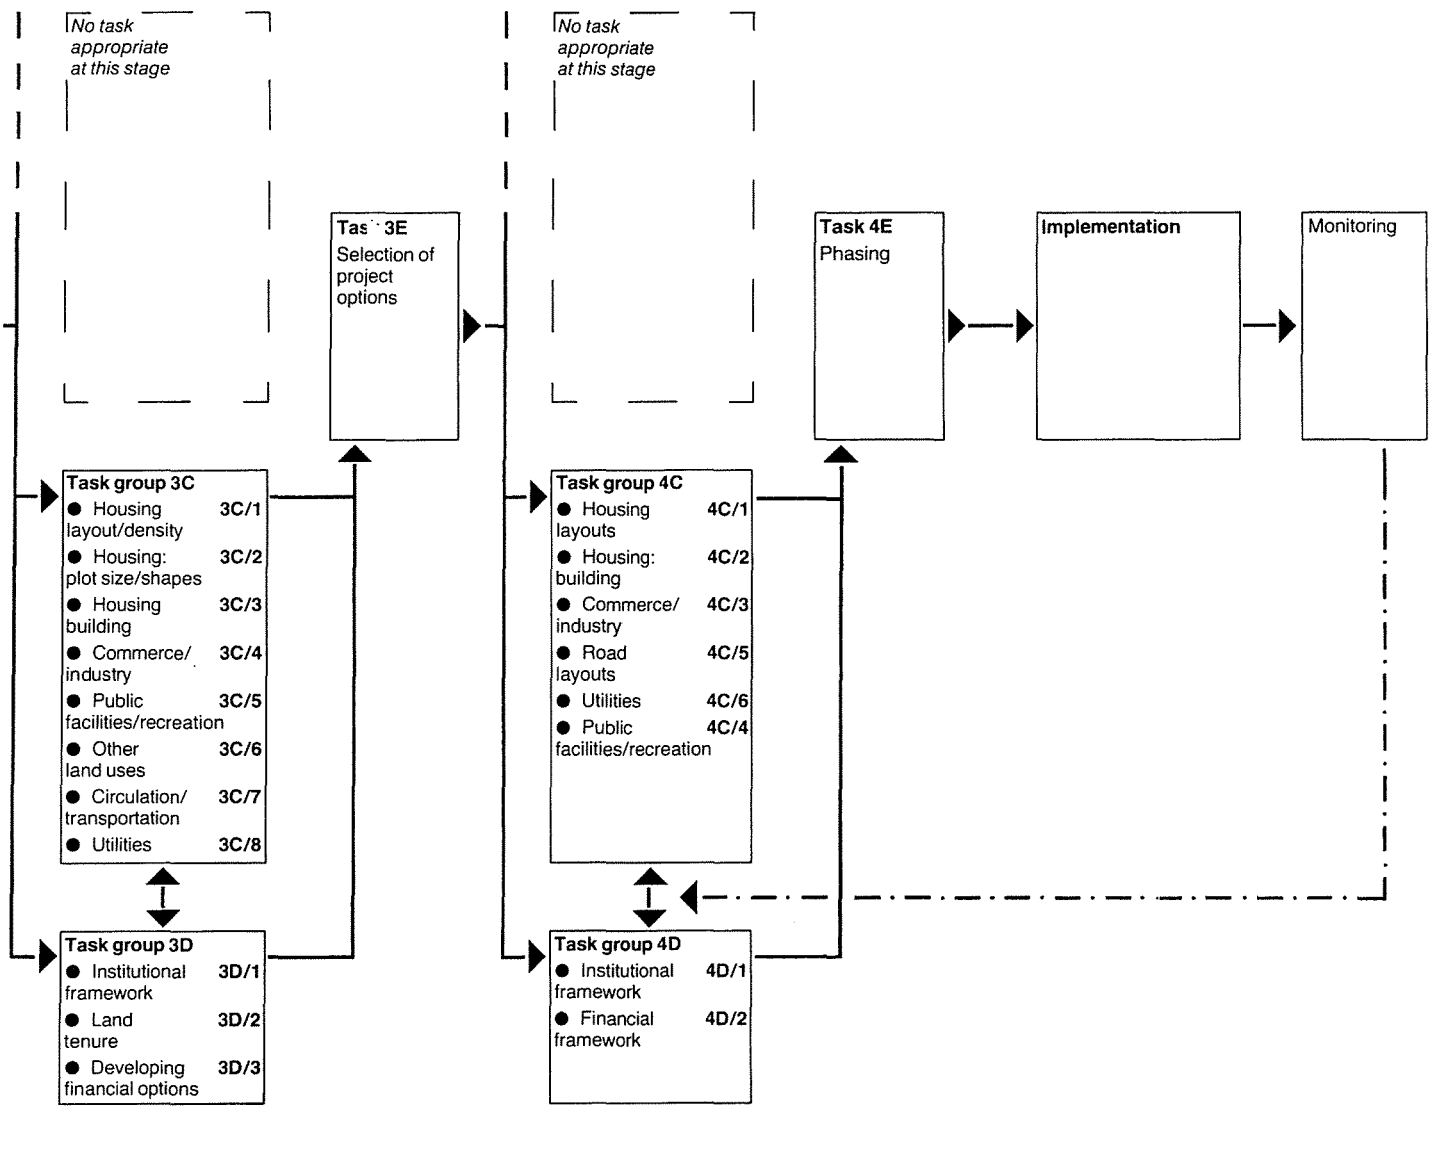 No task
appropriate
at this stage
No task
appropriate
at this stage
Tas 3E
Selection of
project
options
Task 4E
Phasing
Implementation
Monitoring
Task group 3C
● Housing 3C/1
layout/density
● Housing: 3C/2
plot size/shapes
● Housing 3C/3
building
● Commerce/ 3C/4
industry
● Public 3C/5
facilities/recreation
● Other 3C/6
land uses
● Circulation/ 3C/7
transportation
● Utilities 3C/8
Task group 4C
● Housing 4C/1
layouts
● Housing: 4C/2
building
● Commerce/ 4C/3
industry
● Road 4C/5
layouts
● Utilities 4C/6
● Public 4C/4
facilities/recreation
Task group 3D
● Institutional 3D/1
framework
● Land 3D/2
tenure
● Developing 3D/3
financial options
Task group 4D
● Institutional 4D/1
framework
● Financial 4D/2
framework